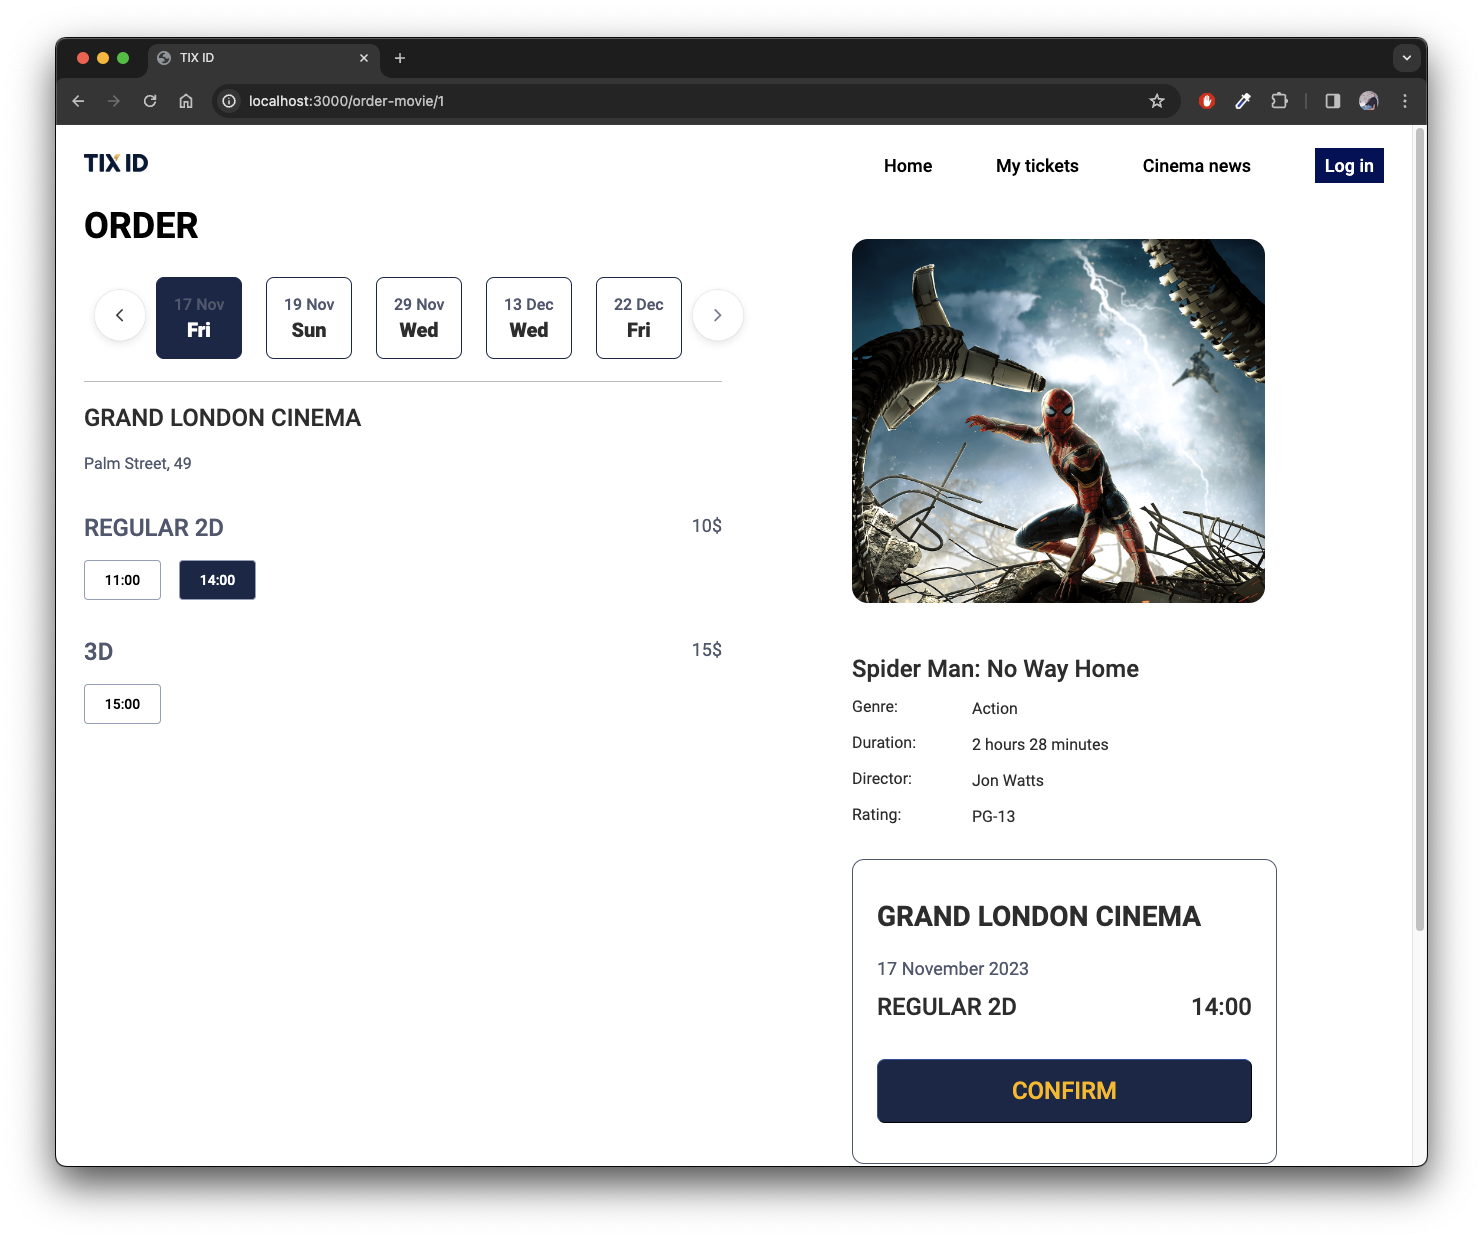 TIX ID
localhost:3000/order-movie/1
TIX ID
Home
My tickets
Cinema news
Log in
ORDER
17 Nov
Fri
19 Nov
Sun
29 Nov
Wed
13 Dec
Wed
22 Dec
Fri
GRAND LONDON CINEMA
Palm Street, 49
REGULAR 2D
10$
11:00
14:00
3D
15$
15:00
Spider Man: No Way Home
Genre: Action
Duration: 2 hours 28 minutes
Director: Jon Watts
Rating: PG-13
GRAND LONDON CINEMA
17 November 2023
REGULAR 2D 14:00
CONFIRM